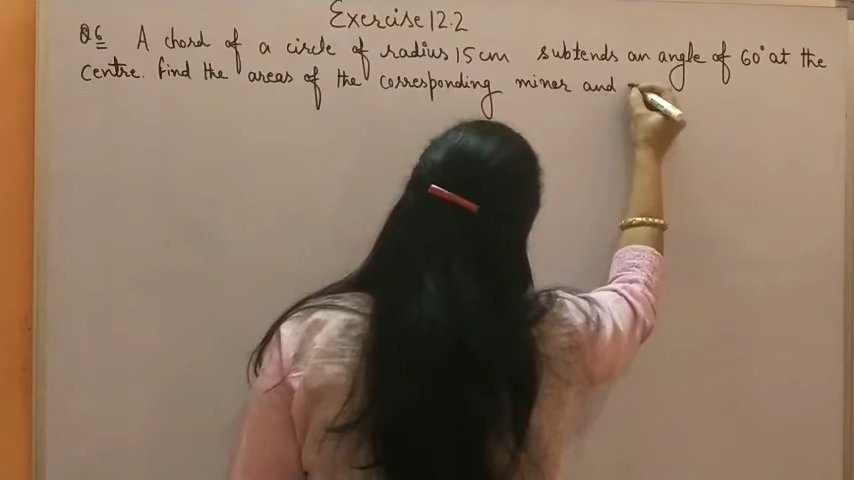 Exercise 12.2
Q6 A chord of a circle of radius 15 cm subtends an angle of 60° at the
centre. find the areas of the corresponding minor and